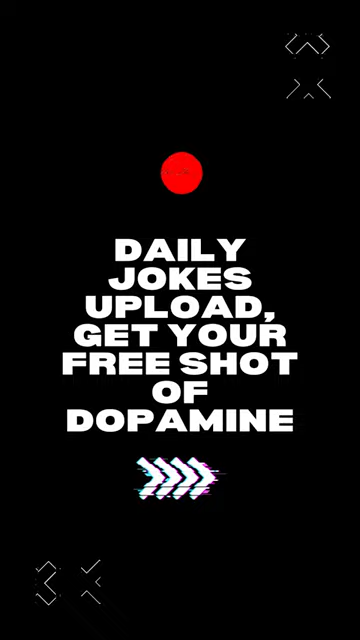 DAILY
JOKES
UPLOAD,
GET YOUR
FREE SHOT
OF
DOPAMINE